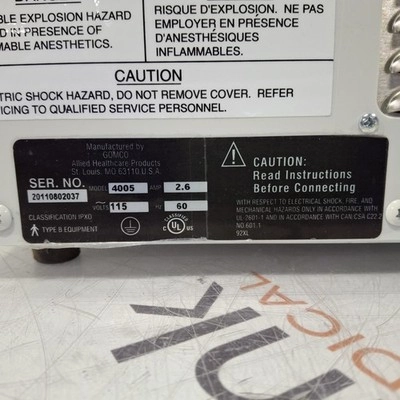 DANGER
BLE EXPLOSION HAZARD
ED IN PRESENCE OF
MABLE ANESTHETICS.
RISQUE D'EXPLOSION. NE PAS
EMPLOYER EN PRÉSENCE
D'ANESTHÉSIQUES
INFLAMMABLES.
CAUTION
TRIC SHOCK HAZARD, DO NOT REMOVE COVER. REFER
VICING TO QUALIFIED SERVICE PERSONNEL.
Manufactured by
GOMCO
Allied Healthcare Products
St. Louis, MO 63110 U.S.A.
SER. NO. MODEL 4005 AMP 2.6
20110802037 VOLTS 115 HZ 60
CLASSIFICATION IPX0
TYPE B EQUIPMENT
CLASSIFIED
C UL US
CAUTION:
Read Instructions
Before Connecting
WITH RESPECT TO ELECTRICAL SHOCK, FIRE, AND
MECHANICAL HAZARDS ONLY IN ACCORDANCE WITH
UL-2601-1 AND IN ACCORDANCE WITH CAN/CSA C22.2
NO.601.1
92XL
DICAL